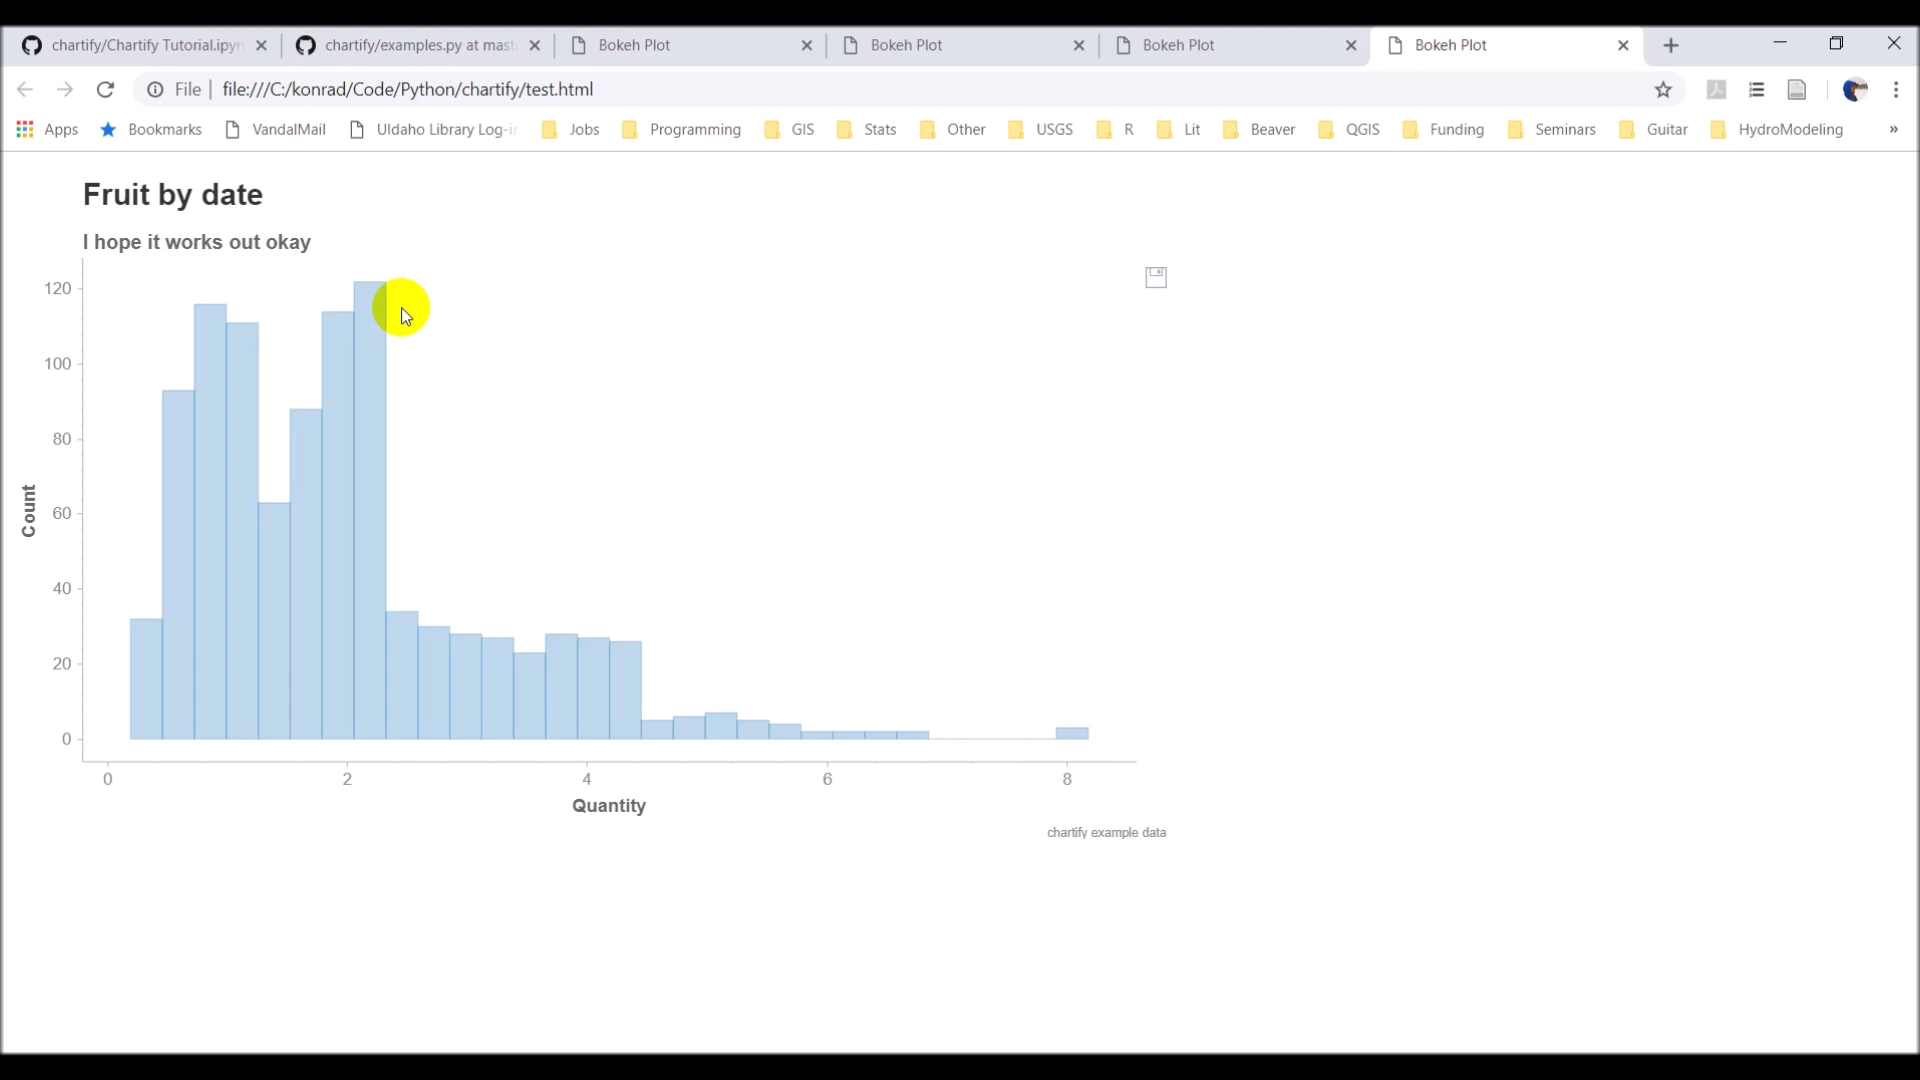 chartify/Chartify Tutorial.ipyn
chartify/examples.py at mast
Bokeh Plot
Bokeh Plot
Bokeh Plot
Bokeh Plot
File | file:///C:/konrad/Code/Python/chartify/test.html
Apps Bookmarks VandalMail UIdaho Library Log-i Jobs Programming GIS Stats Other USGS R Lit Beaver QGIS Funding Seminars Guitar HydroModeling »
Fruit by date
I hope it works out okay
120
100
80
60
40
20
0
Count
0 2 4 6 8
Quantity
chartify example data